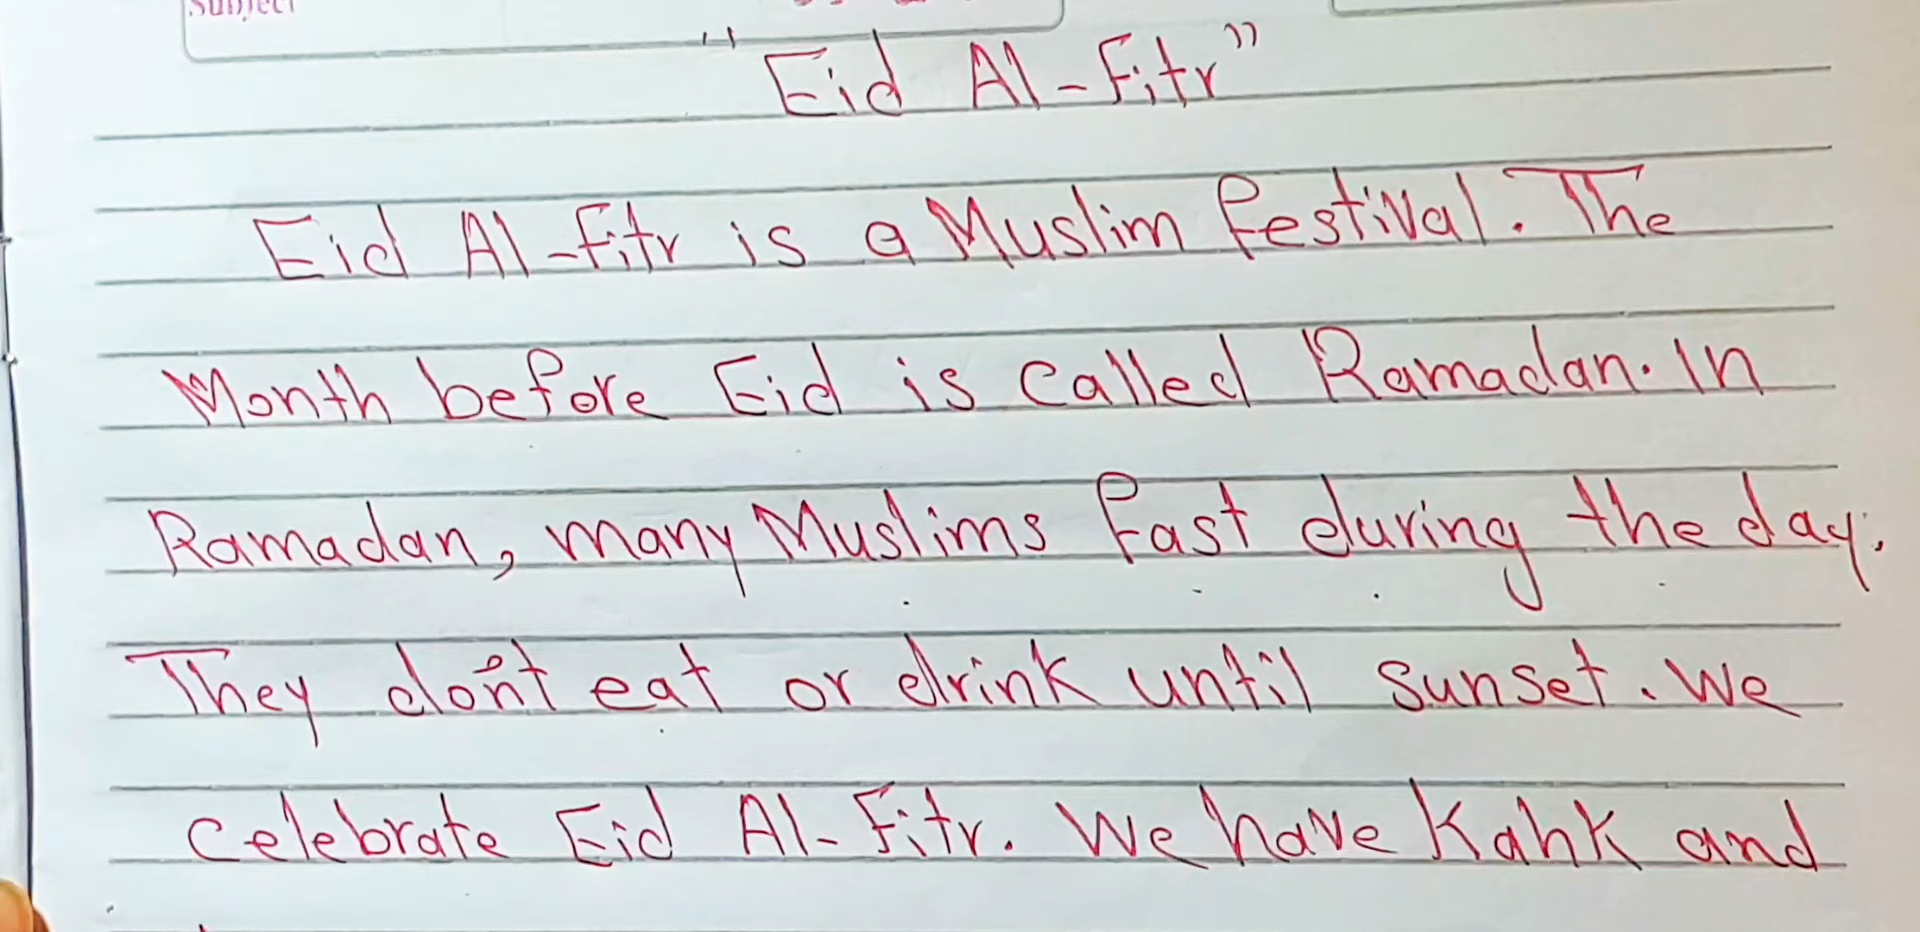 Subject
"Eid Al-Fitr"
Eid Al-Fitr is a Muslim festival. The
Month before Eid is called Ramadan. In
Ramadan, many Muslims fast during the day.
They don't eat or drink until sunset. We
celebrate Eid Al-Fitr. We have Kahk and